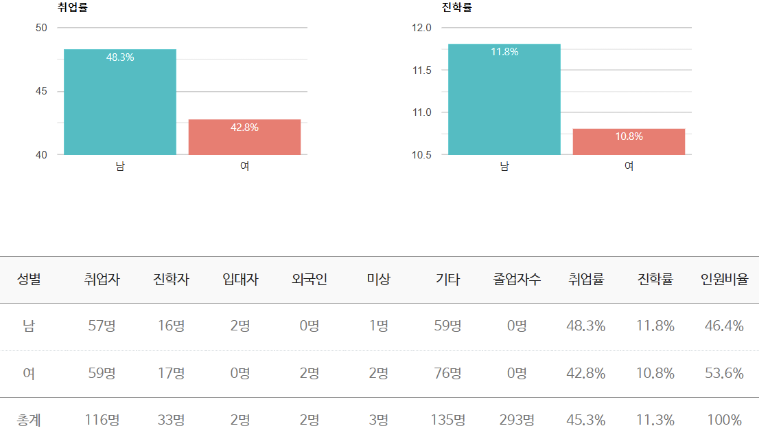 취업률
50
45
40
48.3%
42.8%
남 여
진학률
12.0
11.5
11.0
10.5
11.8%
10.8%
남 여
성별 취업자 진학자 입대자 외국인 미상 기타 졸업자수 취업률 진학률 인원비율
남 57명 16명 2명 0명 1명 59명 0명 48.3% 11.8% 46.4%
여 59명 17명 0명 2명 2명 76명 0명 42.8% 10.8% 53.6%
총계 116명 33명 2명 2명 3명 135명 293명 45.3% 11.3% 100%